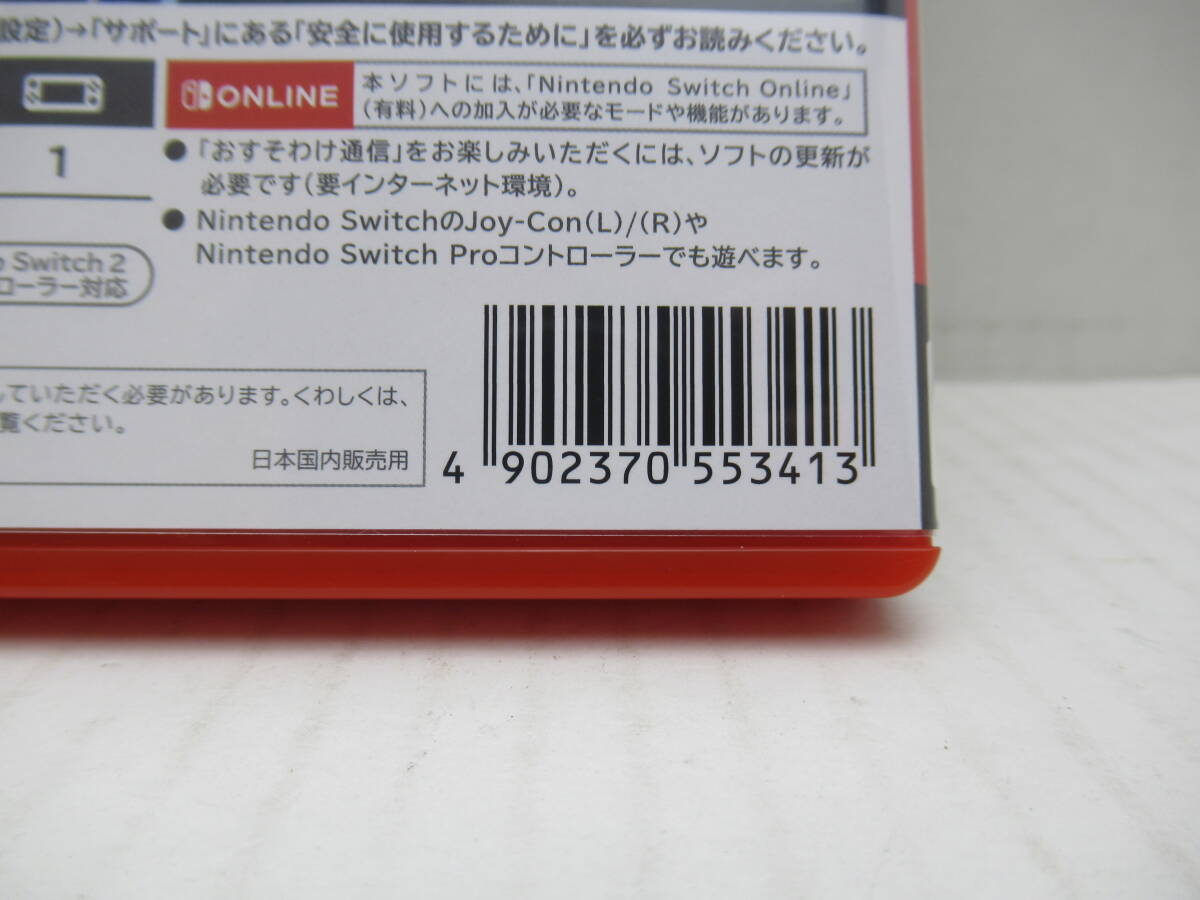 設定)→「サポート」にある「安全に使用するために」を必ずお読みください。
ONLINE
本ソフトには、「Nintendo Switch Online」
(有料)への加入が必要なモードや機能があります。
1
●「おすそわけ通信」をお楽しみいただくには、ソフトの更新が
必要です(要インターネット環境)。
● Nintendo SwitchのJoy-Con(L)/(R)や
Nintendo Switch Proコントローラーでも遊べます。
Switch 2
ローラー対応
していただく必要があります。くわしくは、
覧ください。
日本国内販売用
4 902370 553413